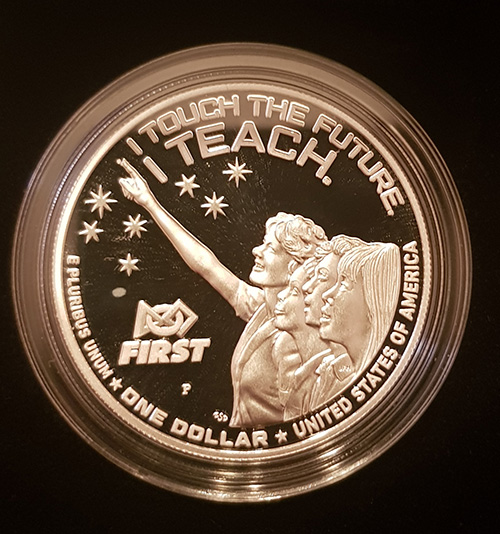 I TOUCH THE FUTURE.
I TEACH.
FIRST
P
E PLURIBUS UNUM ★ ONE DOLLAR ★ UNITED STATES OF AMERICA